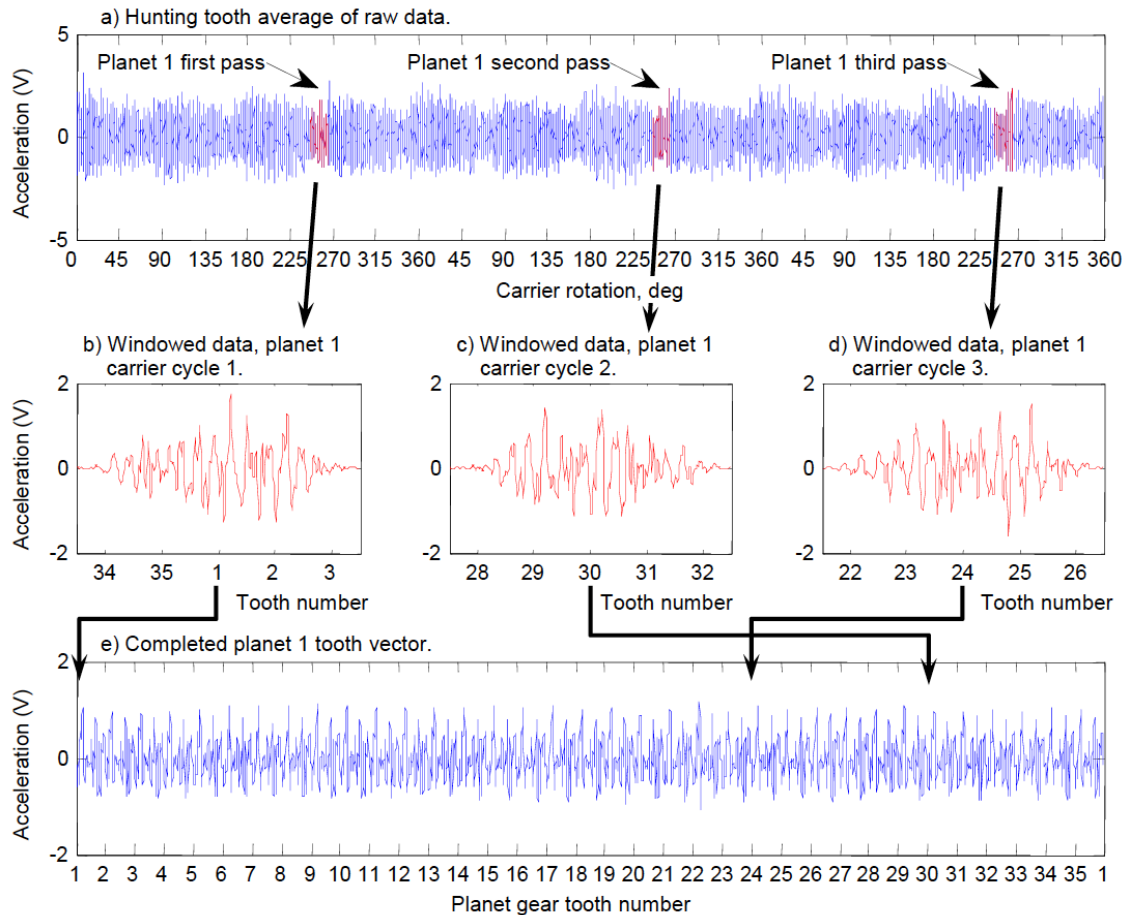 a) Hunting tooth average of raw data.
5
Planet 1 first pass
Planet 1 second pass
Planet 1 third pass
Acceleration (V)
0
-5
0 45 90 135 180 225 270 315 360 45 90 135 180 225 270 315 360 45 90 135 180 225 270 315 360
Carrier rotation, deg
b) Windowed data, planet 1
carrier cycle 1.
c) Windowed data, planet 1
carrier cycle 2.
d) Windowed data, planet 1
carrier cycle 3.
2
2
2
Acceleration (V)
0
0
0
-2
-2
-2
34 35 1 2 3
28 29 30 31 32
22 23 24 25 26
Tooth number
Tooth number
Tooth number
e) Completed planet 1 tooth vector.
2
Acceleration (V)
0
-2
1 2 3 4 5 6 7 8 9 10 11 12 13 14 15 16 17 18 19 20 21 22 23 24 25 26 27 28 29 30 31 32 33 34 35 1
Planet gear tooth number